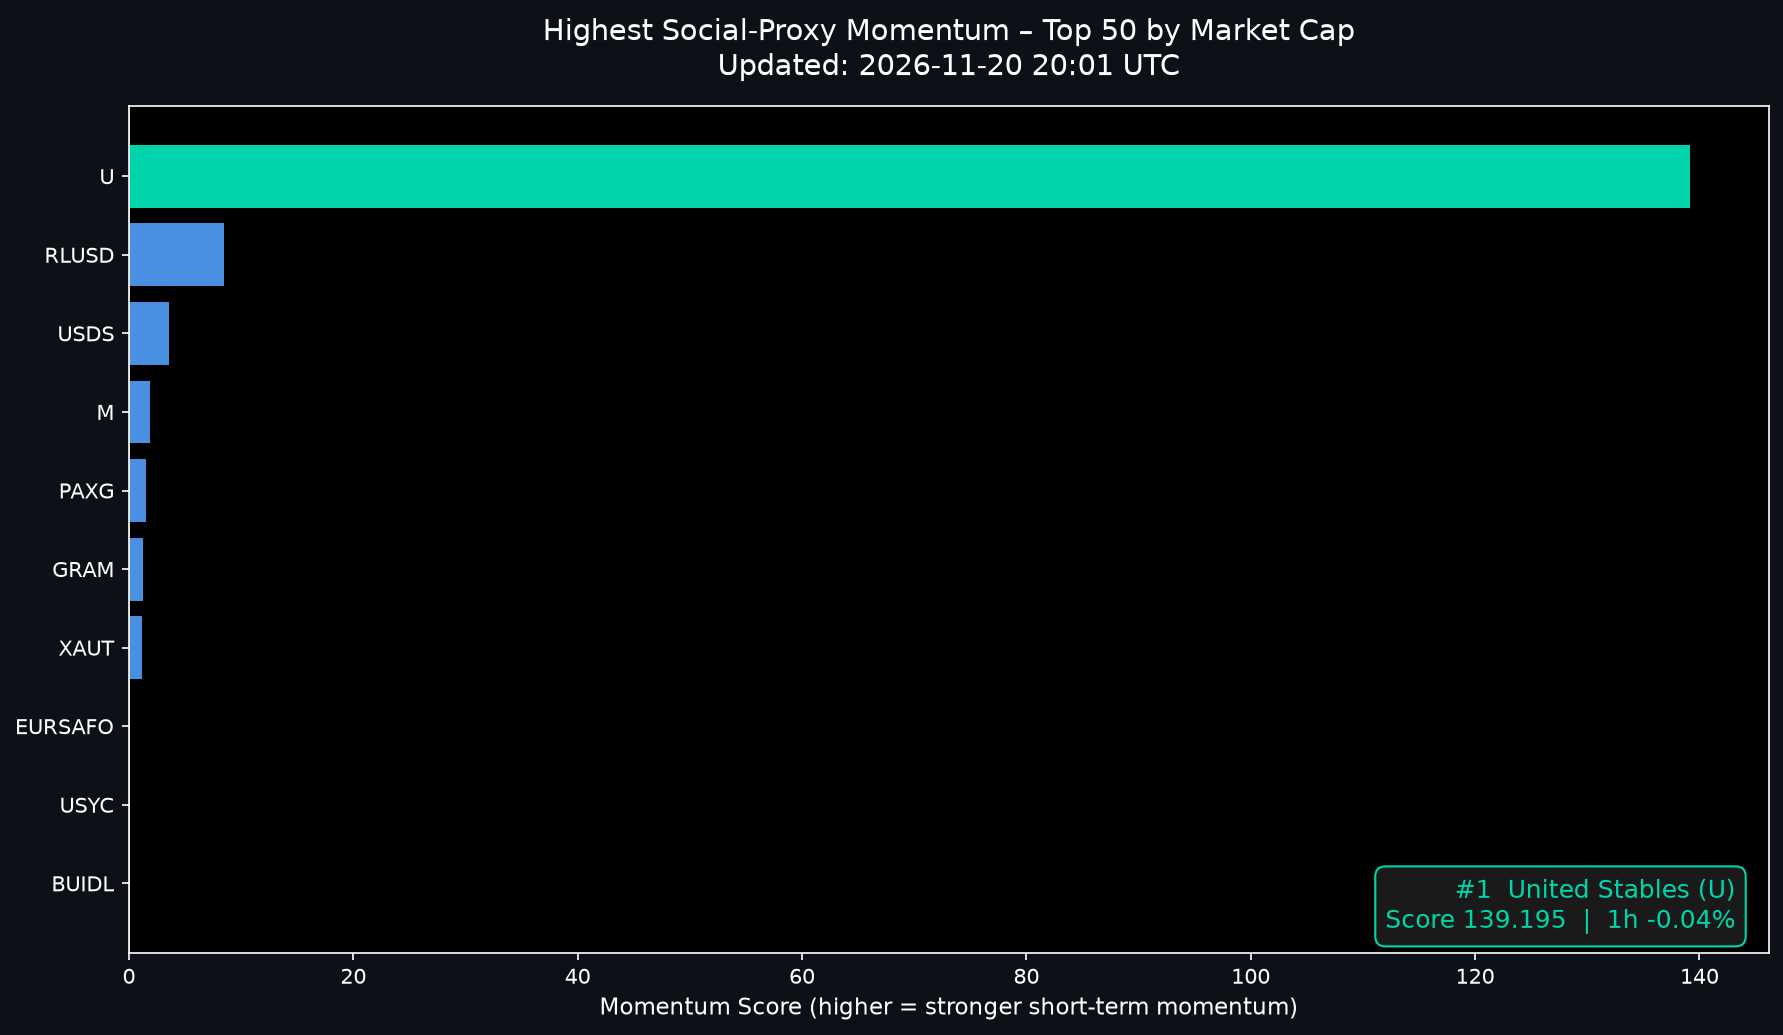 Highest Social-Proxy Momentum – Top 50 by Market Cap
Updated: 2026-11-20 20:01 UTC
U
RLUSD
USDS
M
PAXG
GRAM
XAUT
EURSAFO
USYC
BUIDL
#1  United Stables (U)
Score 139.195  |  1h -0.04%
0 20 40 60 80 100 120 140
Momentum Score (higher = stronger short-term momentum)